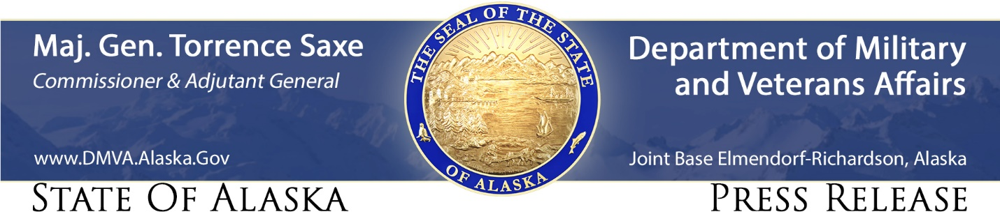 Maj. Gen. Torrence Saxe
Commissioner & Adjutant General
www.DMVA.Alaska.Gov
THE SEAL OF THE STATE
OF ALASKA
Department of Military
and Veterans Affairs
Joint Base Elmendorf-Richardson, Alaska
STATE OF ALASKA
PRESS RELEASE